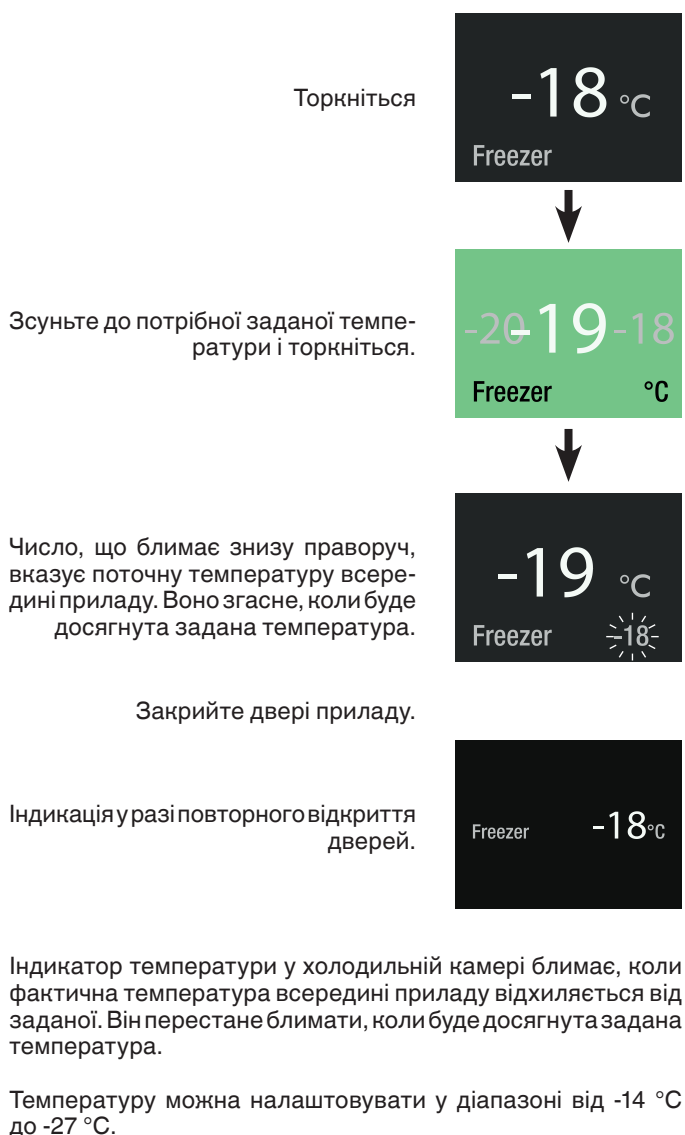 Торкніться
-18 °C
Freezer
Зсуньте до потрібної заданої темпе-
ратури і торкніться.
-20 -19 -18
Freezer °C
Число, що блимає знизу праворуч,
вказує поточну температуру всере-
дині приладу. Воно згасне, коли буде
досягнута задана температура.
-19 °C
Freezer -18
Закрийте двері приладу.
Індикація у разі повторного відкриття
дверей.
Freezer -18°C
Індикатор температури у холодильній камері блимає, коли
фактична температура всередині приладу відхиляється від
заданої. Він перестане блимати, коли буде досягнута задана
температура.
Температуру можна налаштовувати у діапазоні від -14 °C
до -27 °C.